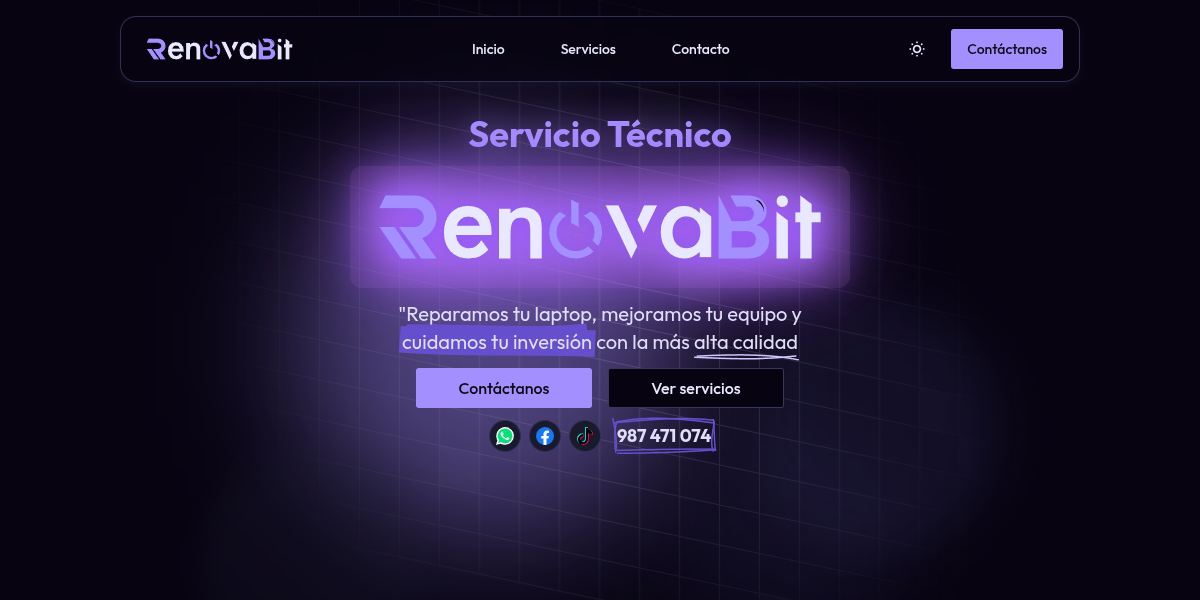 RenovaBit
Inicio
Servicios
Contacto
Contáctanos
Servicio Técnico
RenovaBit
"Reparamos tu laptop, mejoramos tu equipo y
cuidamos tu inversión con la más alta calidad
Contáctanos
Ver servicios
987 471 074